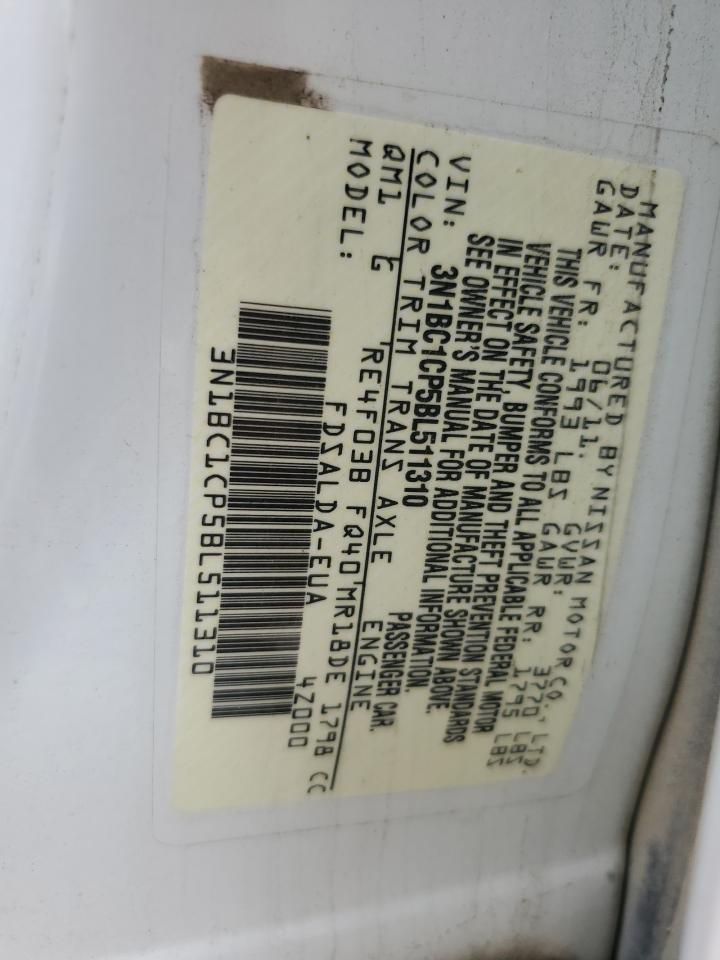 MANUFACTURED BY NISSAN MOTOR CO., LTD.
DATE: 06/11. GVWR: 3770 LBS
GAWR FR: 1993 LBS GAWR RR: 1795 LBS
THIS VEHICLE CONFORMS TO ALL APPLICABLE FEDERAL MOTOR
VEHICLE SAFETY, BUMPER AND THEFT PREVENTION STANDARDS
IN EFFECT ON THE DATE OF MANUFACTURE SHOWN ABOVE.
SEE OWNER'S MANUAL FOR ADDITIONAL INFORMATION.
VIN: 3N1BC1CP5BL511310 PASSENGER CAR.
COLOR TRIM TRANS AXLE ENGINE
QM1 G RE4F03B FQ40 MR18DE 1798 CC
MODEL: FDSALDA-EUA 4Z000
3N1BC1CP5BL511310